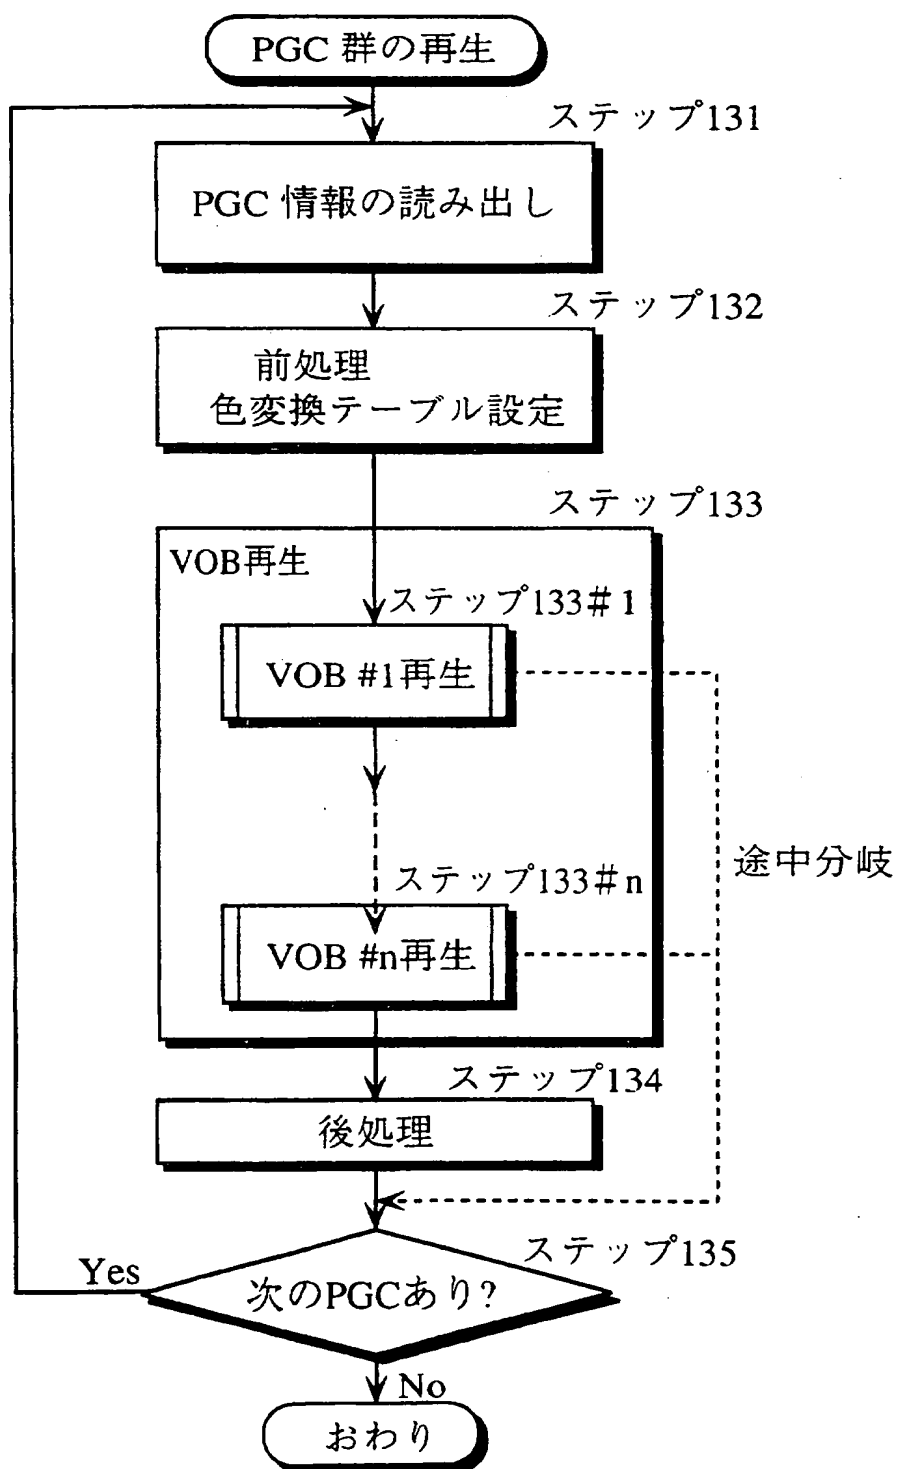 PGC 群の再生
ステップ131
PGC 情報の読み出し
ステップ132
前処理
色変換テーブル設定
ステップ133
VOB再生
ステップ133＃1
VOB #1再生
途中分岐
ステップ133＃n
VOB #n再生
ステップ134
後処理
ステップ135
Yes
次のPGCあり?
No
おわり